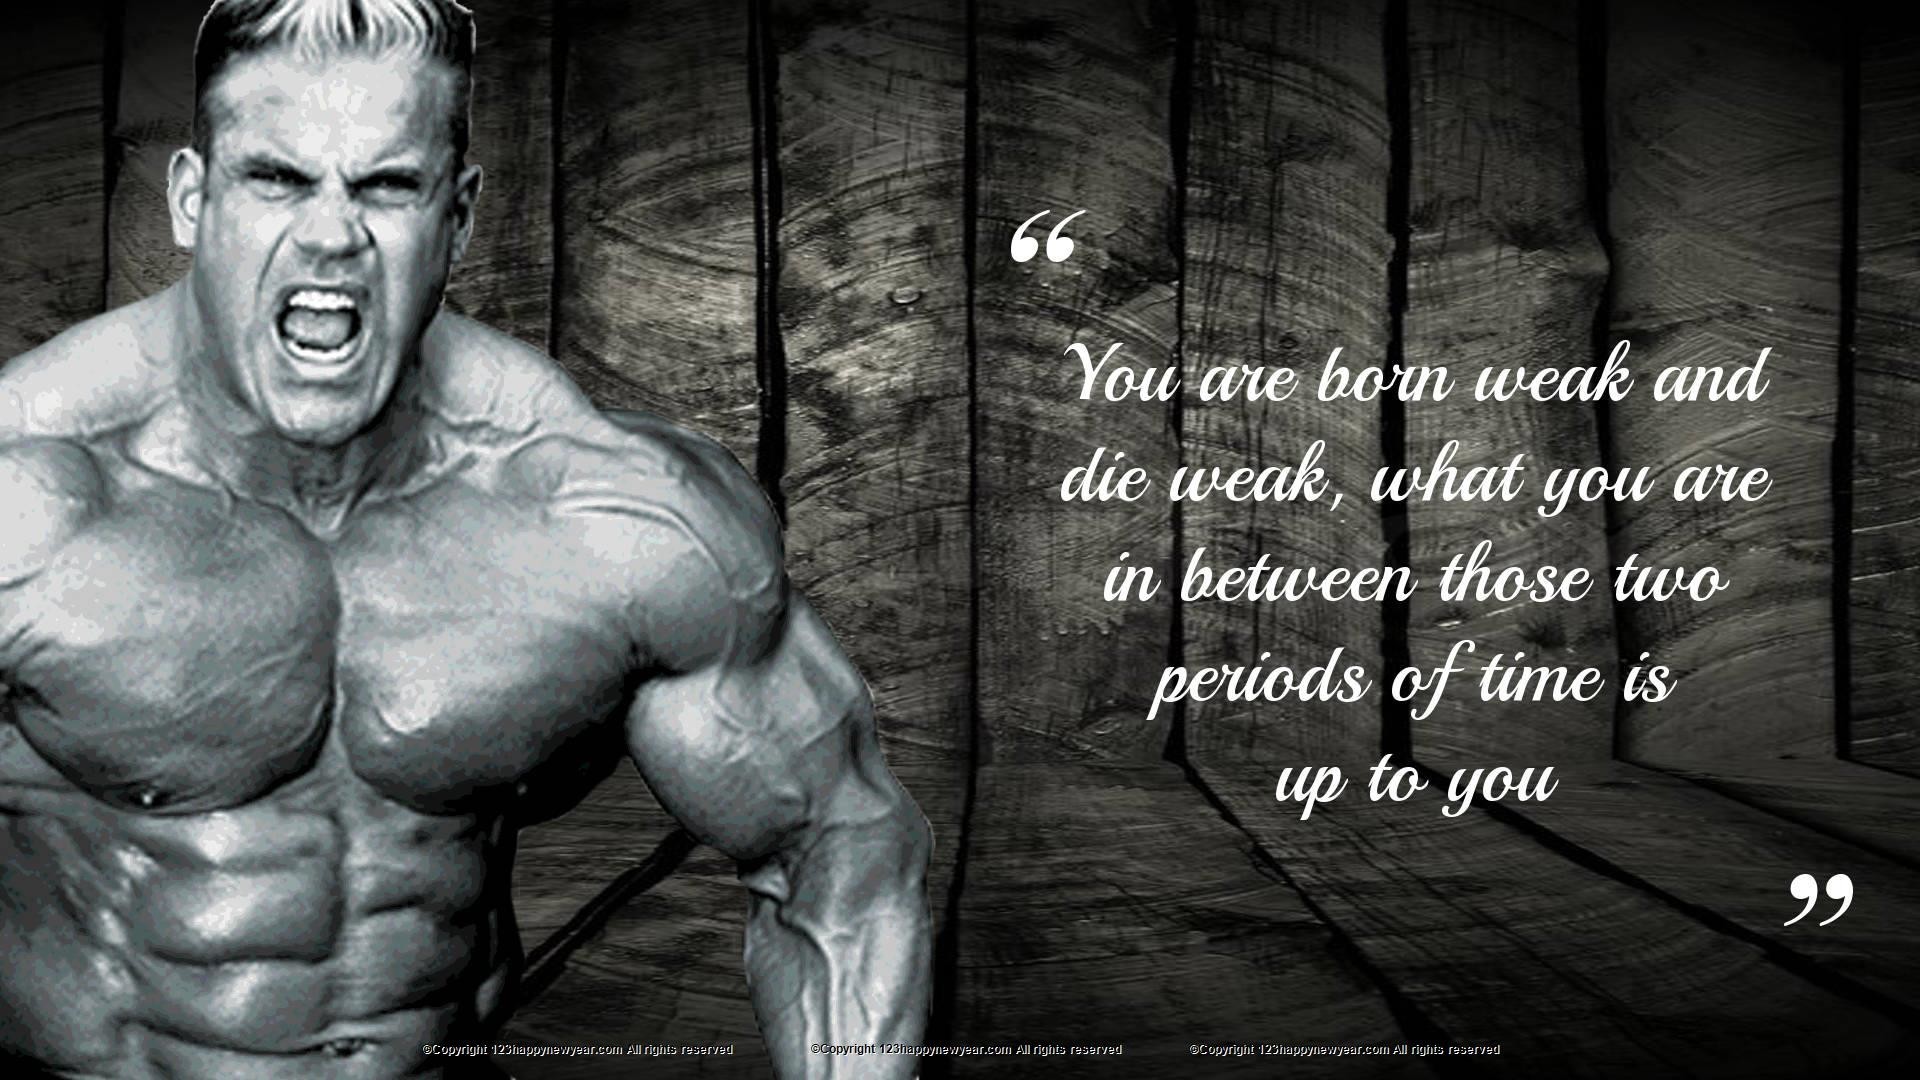 “
You are born weak and
die weak, what you are
in between those two
periods of time is
up to you
”
©Copyright 123happynewyear.com All rights reserved ©Copyright 123happynewyear.com All rights reserved ©Copyright 123happynewyear.com All rights reserved